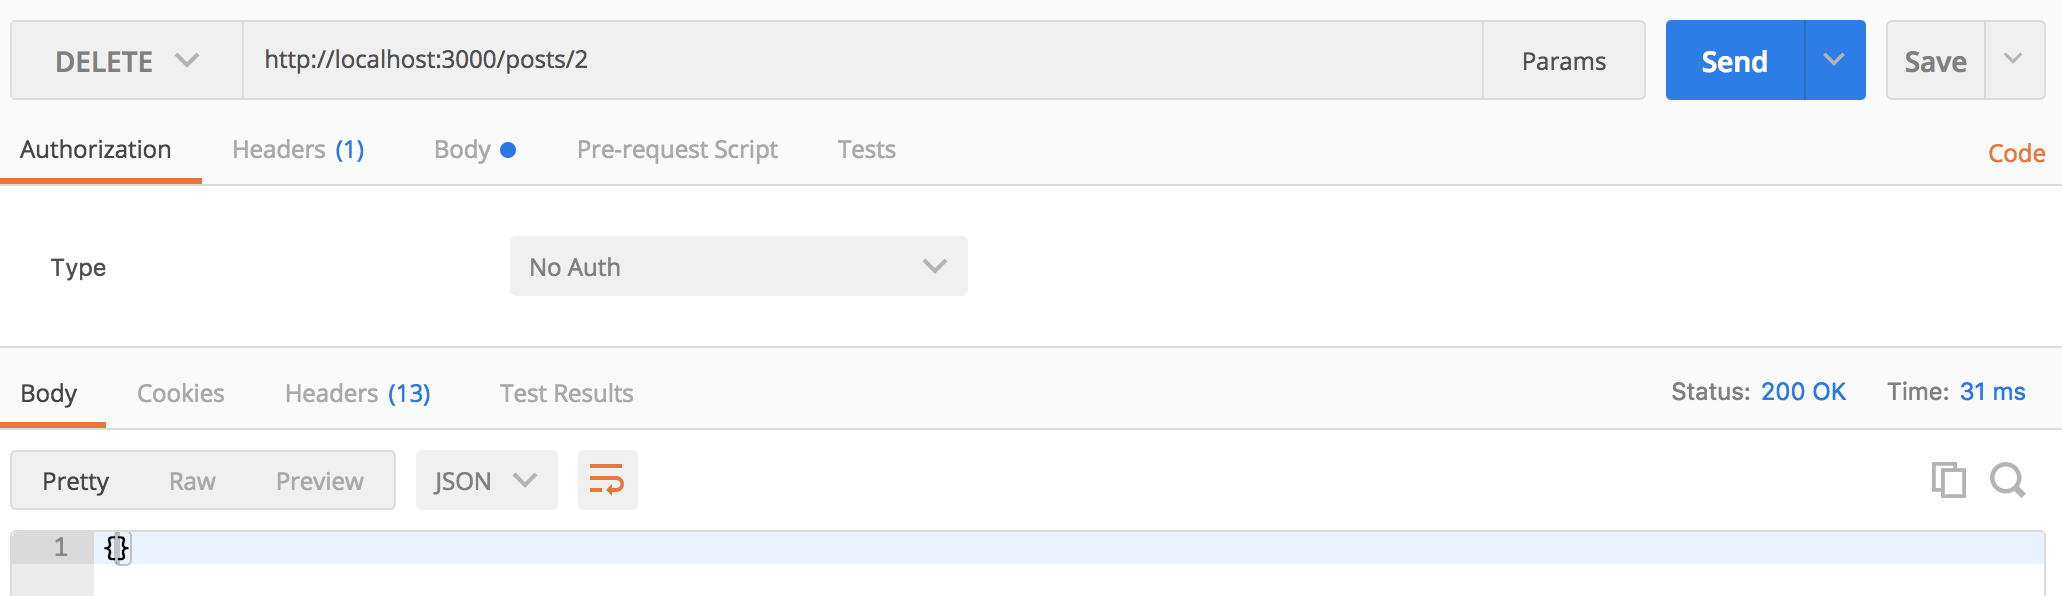 DELETE http://localhost:3000/posts/2 Params Send Save
Authorization Headers (1) Body Pre-request Script Tests Code
Type No Auth
Body Cookies Headers (13) Test Results Status: 200 OK Time: 31 ms
Pretty Raw Preview JSON
1 {}